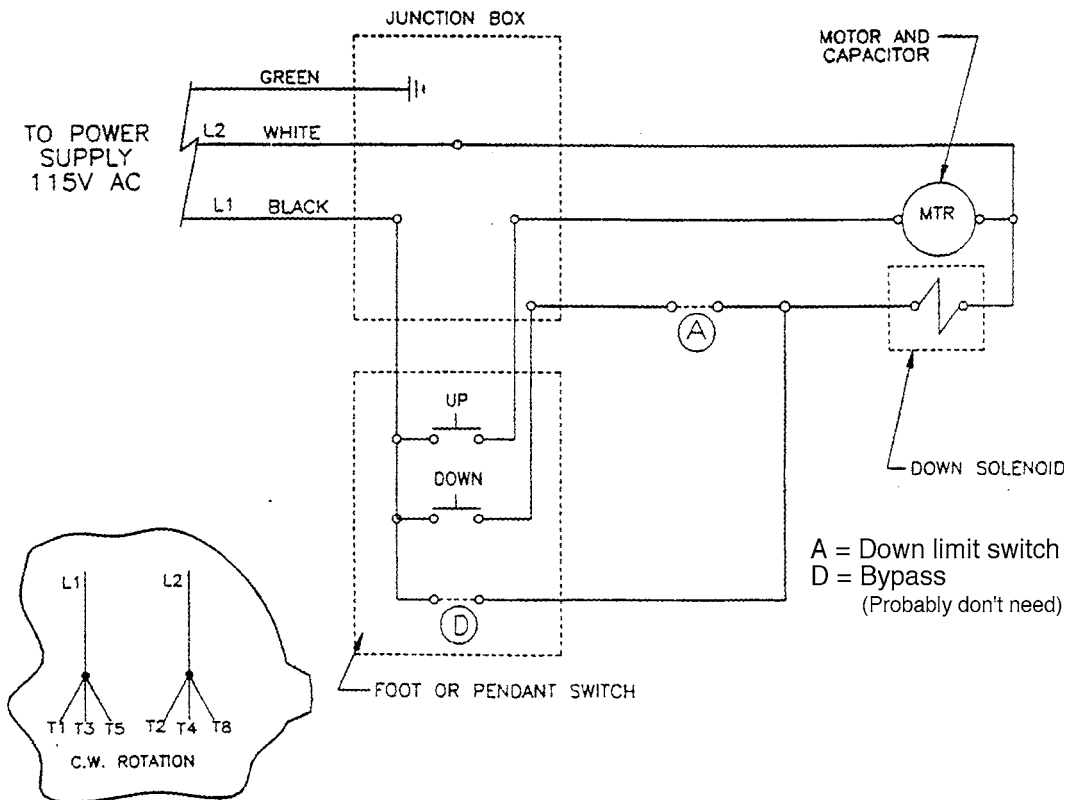 JUNCTION BOX
MOTOR AND
CAPACITOR
GREEN
TO POWER
SUPPLY
115V AC
L2 WHITE
L1 BLACK
MTR
A
UP
DOWN
DOWN SOLENOID
A = Down limit switch
D = Bypass
(Probably don't need)
D
FOOT OR PENDANT SWITCH
L1 L2
T1 T3 T5 T2 T4 T8
C.W. ROTATION